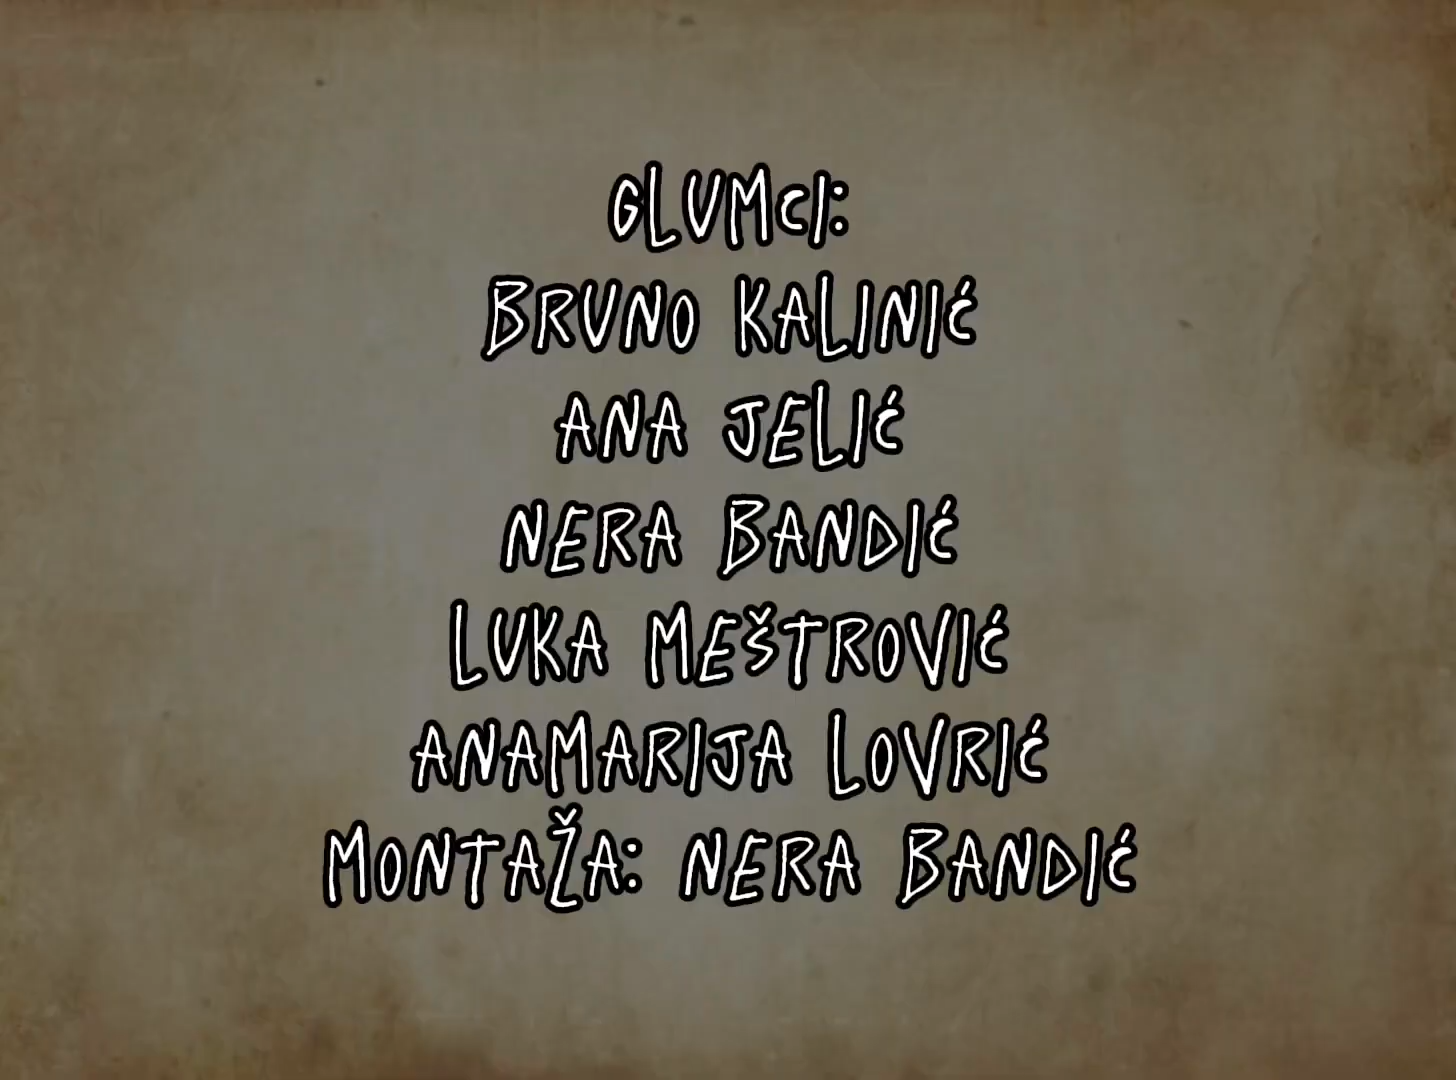 GLUMCI:
BRUNO KALINIĆ
ANA JELIĆ
NERA BANDIĆ
LUKA MEŠTROVIĆ
ANAMARIJA LOVRIĆ
MONTAŽA: NERA BANDIĆ